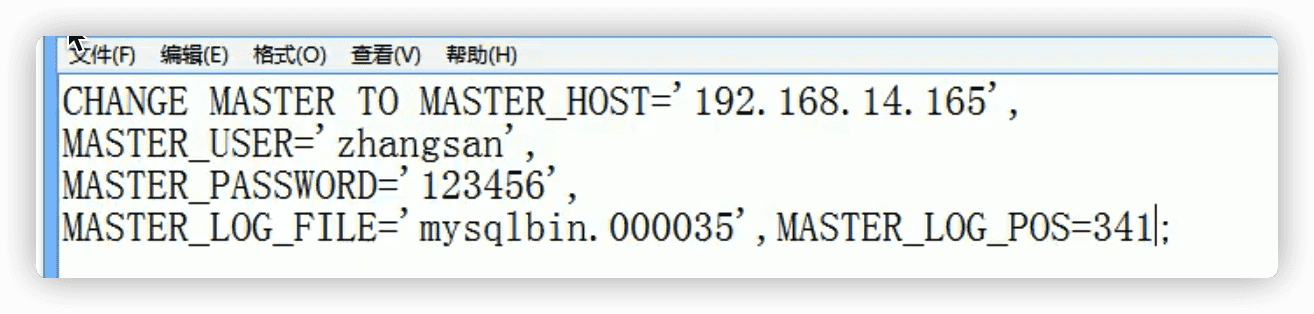 文件(F) 编辑(E) 格式(O) 查看(V) 帮助(H)
CHANGE MASTER TO MASTER_HOST='192.168.14.165',
MASTER_USER='zhangsan',
MASTER_PASSWORD='123456',
MASTER_LOG_FILE='mysqlbin.000035',MASTER_LOG_POS=341;